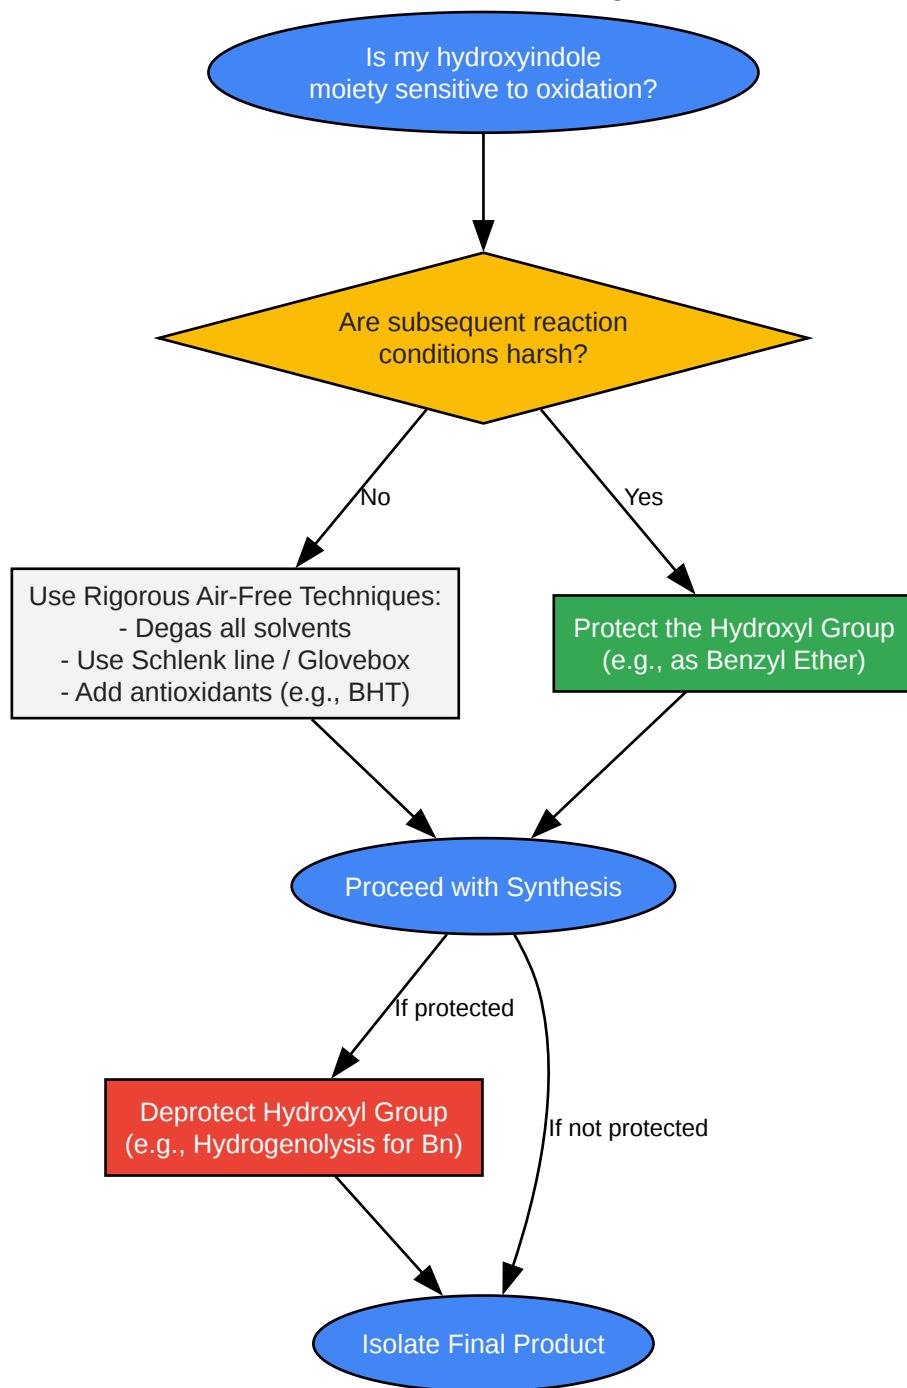 Is my hydroxyindole
moiety sensitive to oxidation?
Are subsequent reaction
conditions harsh?
No
Yes
Use Rigorous Air-Free Techniques:
- Degas all solvents
- Use Schlenk line / Glovebox
- Add antioxidants (e.g., BHT)
Protect the Hydroxyl Group
(e.g., as Benzyl Ether)
Proceed with Synthesis
If protected
Deprotect Hydroxyl Group
(e.g., Hydrogenolysis for Bn)
If not protected
Isolate Final Product